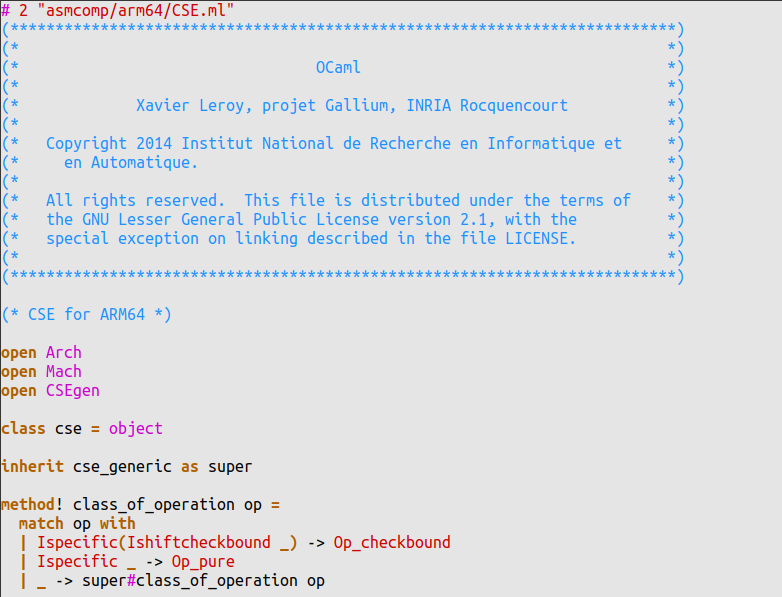 # 2 "asmcomp/arm64/CSE.ml"
(**************************************************************************)
(*                                                                        *)
(*                                 OCaml                                  *)
(*                                                                        *)
(*             Xavier Leroy, projet Gallium, INRIA Rocquencourt           *)
(*                                                                        *)
(*   Copyright 2014 Institut National de Recherche en Informatique et     *)
(*     en Automatique.                                                    *)
(*                                                                        *)
(*   All rights reserved.  This file is distributed under the terms of    *)
(*   the GNU Lesser General Public License version 2.1, with the          *)
(*   special exception on linking described in the file LICENSE.          *)
(*                                                                        *)
(**************************************************************************)

(* CSE for ARM64 *)

open Arch
open Mach
open CSEgen

class cse = object

inherit cse_generic as super

method! class_of_operation op =
  match op with
  | Ispecific(Ishiftcheckbound _) -> Op_checkbound
  | Ispecific _ -> Op_pure
  | _ -> super#class_of_operation op